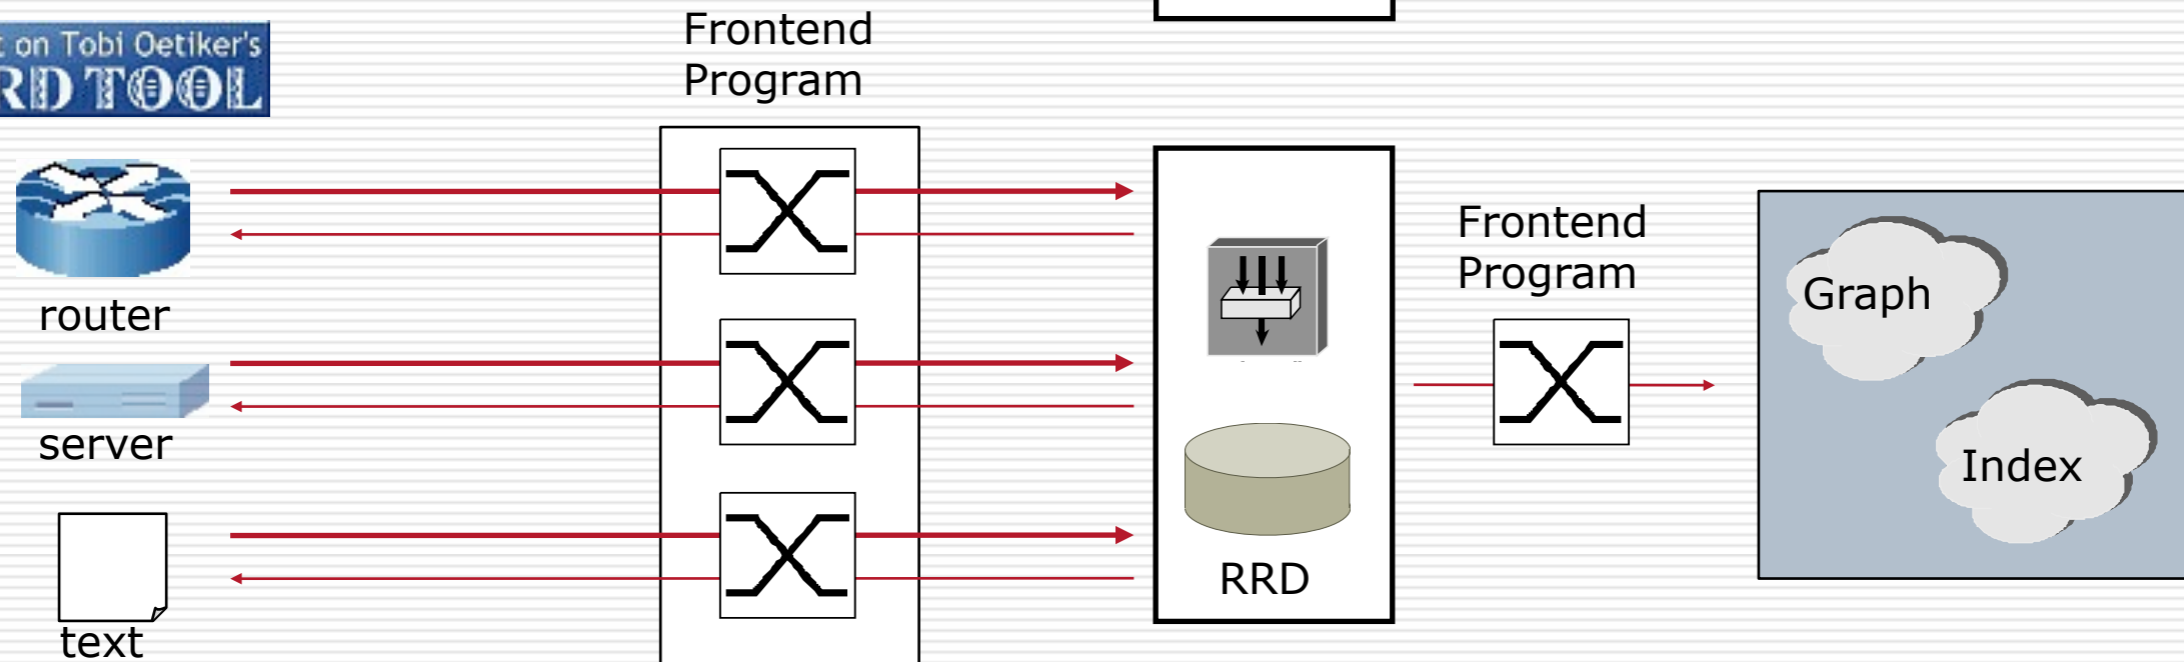 on Tobi Oetiker's
RD TOOL
Frontend
Program
router
server
text
RRD
Frontend
Program
Graph
Index